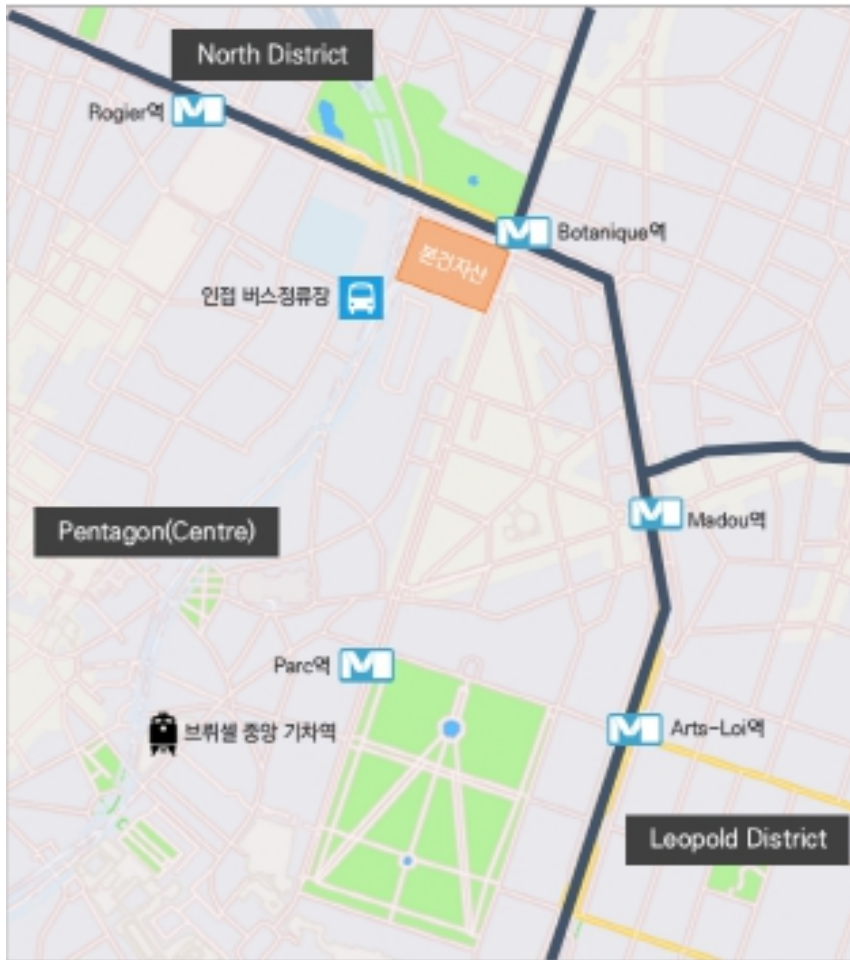 North District
Rogier역
Botanique역
본건자산
인접 버스정류장
Pentagon(Centre)
Madou역
Parc역
브뤼셀 중앙 기차역
Arts-Loi역
Leopold District